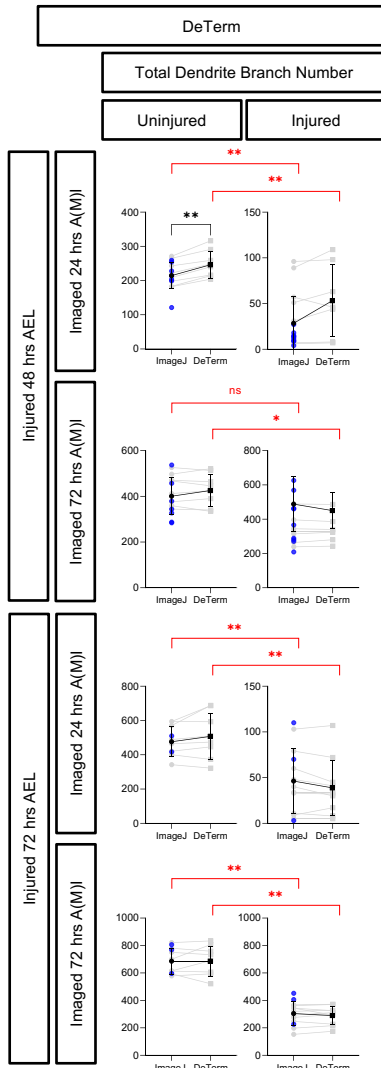 DeTerm
Total Dendrite Branch Number
Uninjured Injured
Injured 48 hrs AEL
Imaged 24 hrs A(M)I
** 
**
400
300
200
100
0
**
ImageJ DeTerm
150
100
50
0
ImageJ DeTerm
Imaged 72 hrs A(M)I
ns
*
600
400
200
0
ImageJ DeTerm
800
600
400
200
0
ImageJ DeTerm
Injured 72 hrs AEL
Imaged 24 hrs A(M)I
**
**
800
600
400
200
0
ImageJ DeTerm
150
100
50
0
ImageJ DeTerm
Imaged 72 hrs A(M)I
**
**
1000
800
600
400
200
0
ImageJ DeTerm
1000
800
600
400
200
0
ImageJ DeTerm